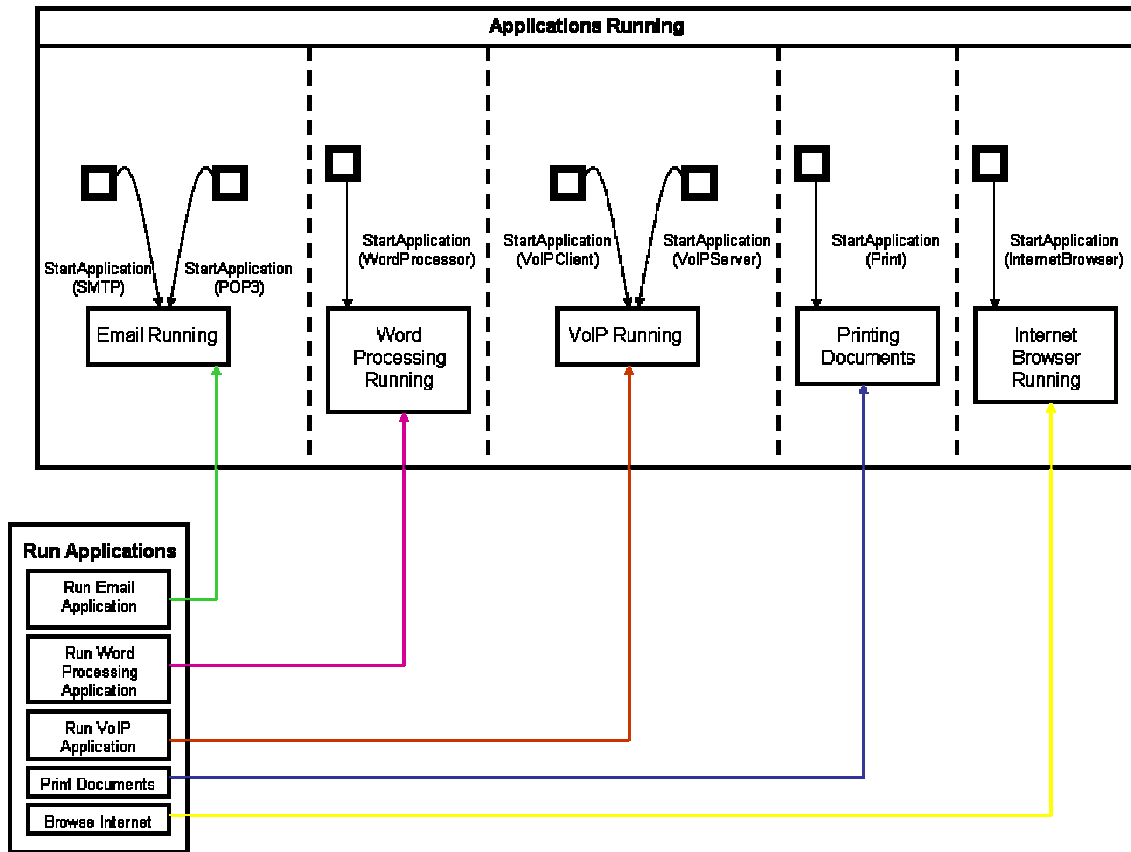 Applications Running
StartApplication
(SMTP)
StartApplication
(POP3)
StartApplication
(WordProcessor)
StartApplication
(VoIPClient)
StartApplication
(VoIPServer)
StartApplication
(Print)
StartApplication
(InternetBrowser)
Email Running
Word
Processing
Running
VoIP Running
Printing
Documents
Internet
Browser
Running
Run Applications
Run Email
Application
Run Word
Processing
Application
Run VoIP
Application
Print Documents
Browse Internet